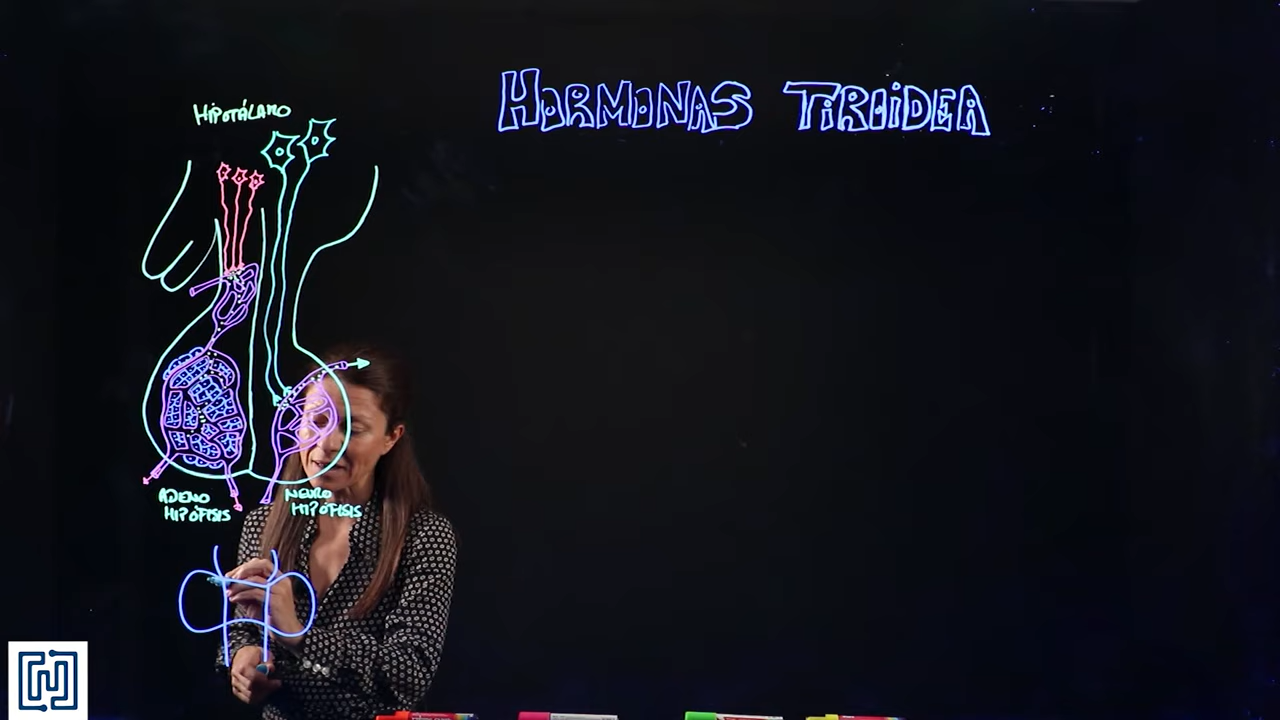 HORMONAS TIROIDEA
HIPOTÁLAMO
ADENO
HIPÓFISIS
NEURO
HIPÓFISIS